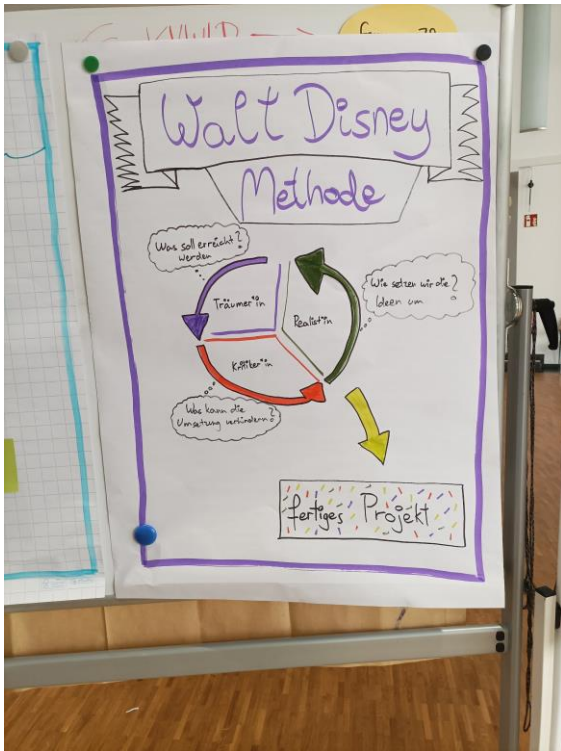 Walt Disney
Methode
Was soll erreicht
werden?
Träumer*in
Realist*in
Wie setzen wir die
Ideen um?
Kritiker*in
Was kann die
Umsetzung verhindern?
fertiges Projekt